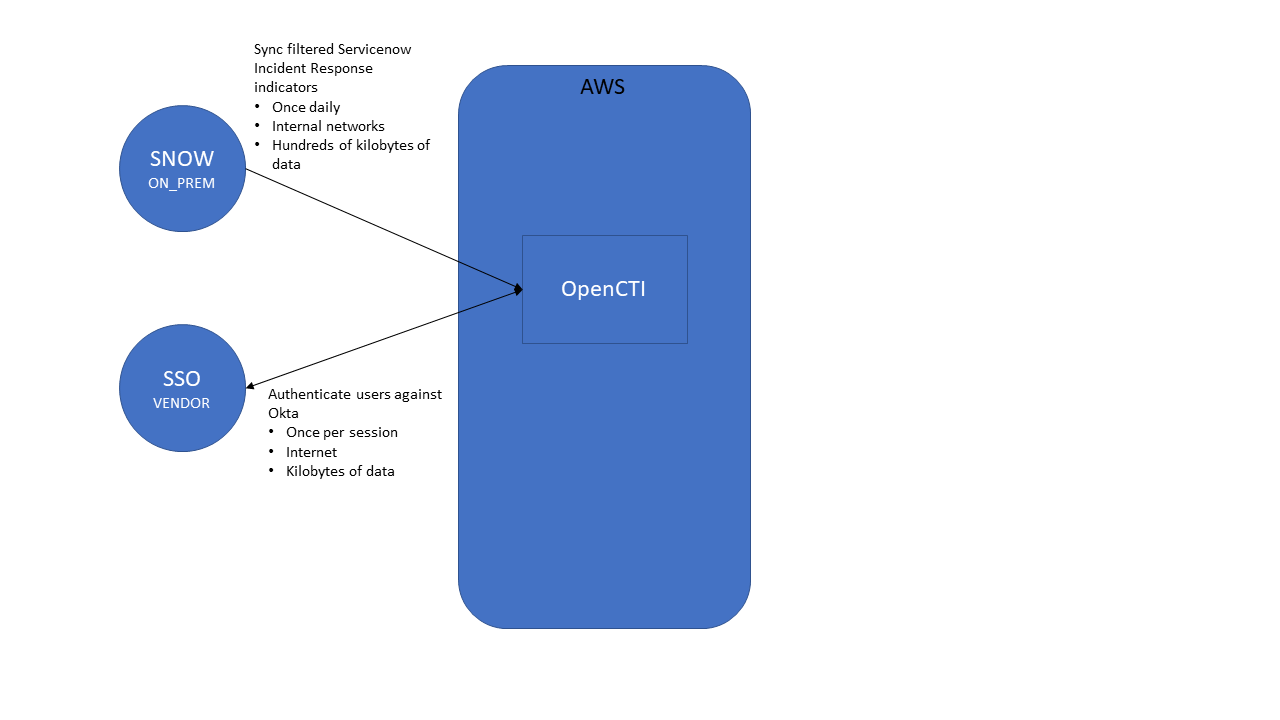 Sync filtered Servicenow
Incident Response
indicators
• Once daily
• Internal networks
• Hundreds of kilobytes of
data
AWS
SNOW
ON_PREM
OpenCTI
SSO
VENDOR
Authenticate users against
Okta
• Once per session
• Internet
• Kilobytes of data